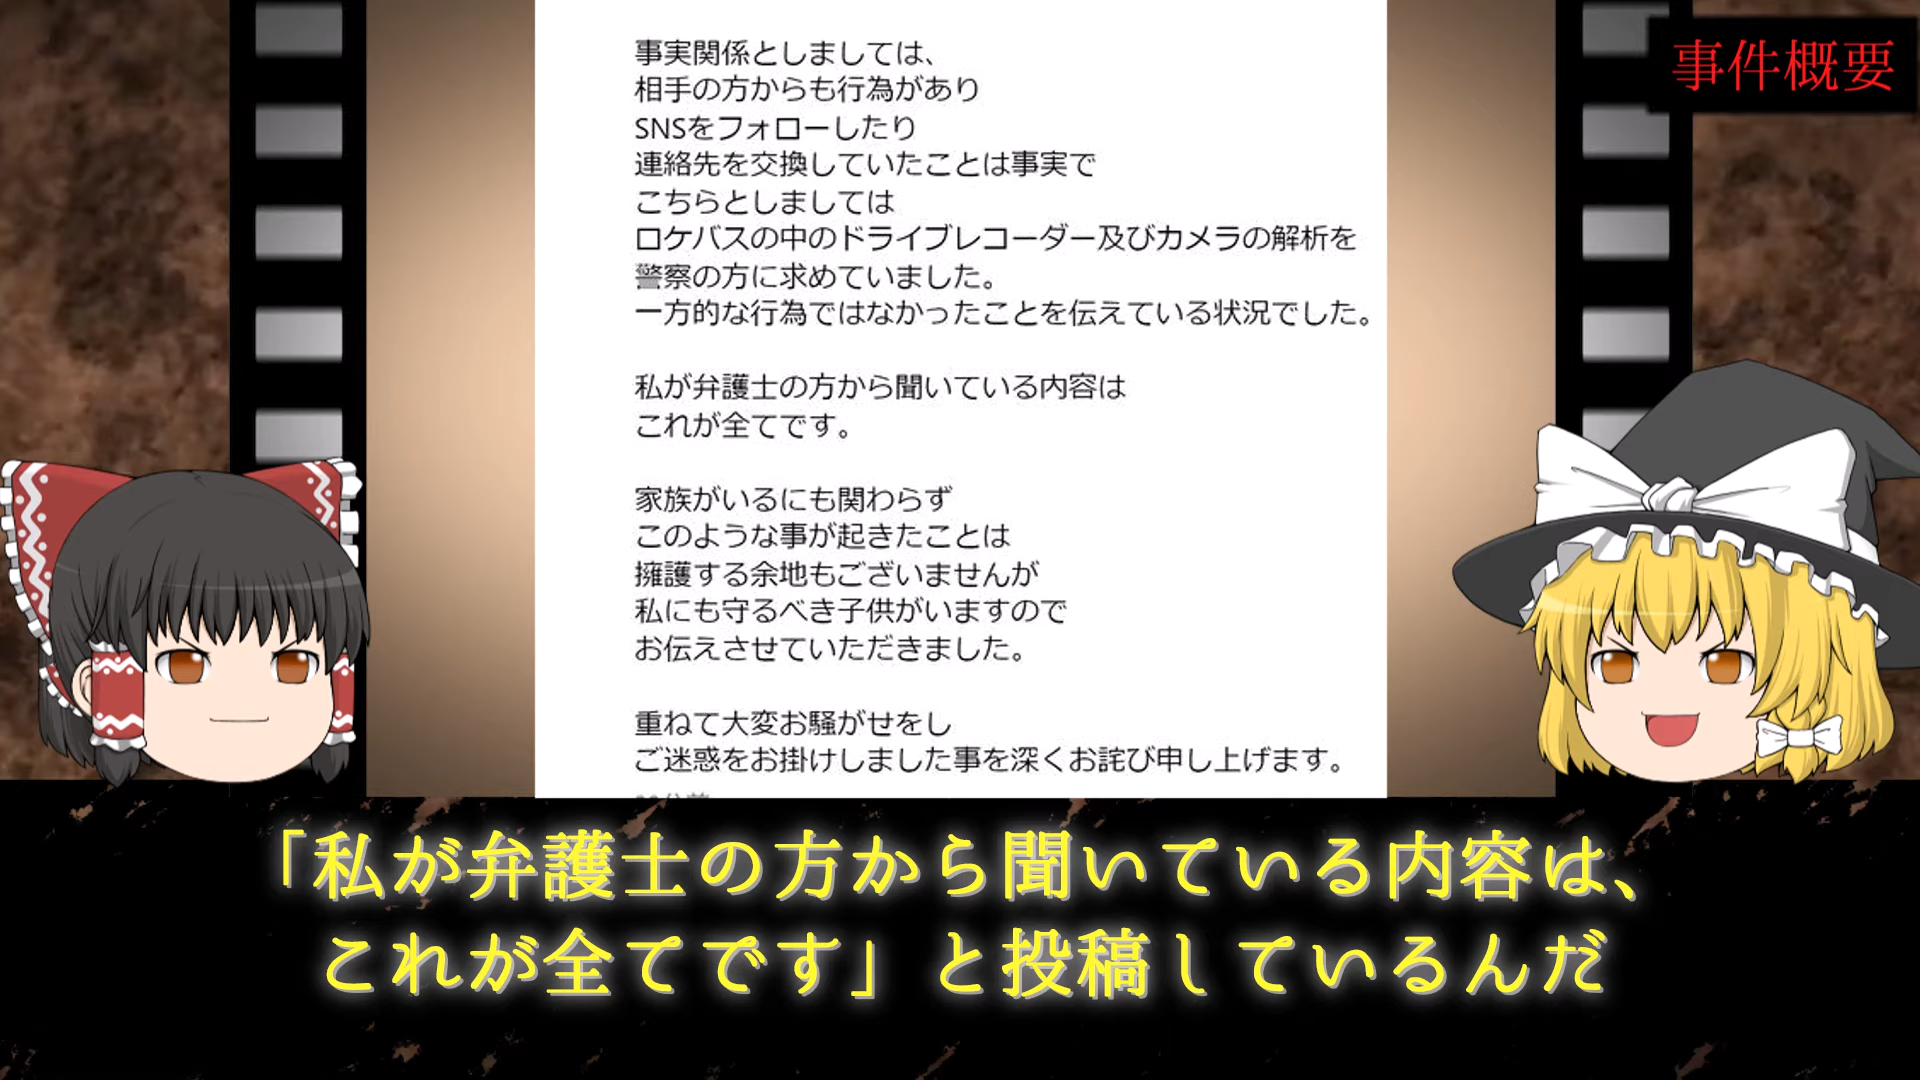 事実関係としましては、
相手の方からも行為があり
SNSをフォローしたり
連絡先を交換していたことは事実で
こちらとしましては
ロケバスの中のドライブレコーダー及びカメラの解析を
警察の方に求めていました。
一方的な行為ではなかったことを伝えている状況でした。
私が弁護士の方から聞いている内容は
これが全てです。
家族がいるにも関わらず
このような事が起きたことは
擁護する余地もございませんが
私にも守るべき子供がいますので
お伝えさせていただきました。
重ねて大変お騒がせをし
ご迷惑をお掛けしました事を深くお詫び申し上げます。
事件概要
「私が弁護士の方から聞いている内容は、
これが全てです」と投稿しているんだ